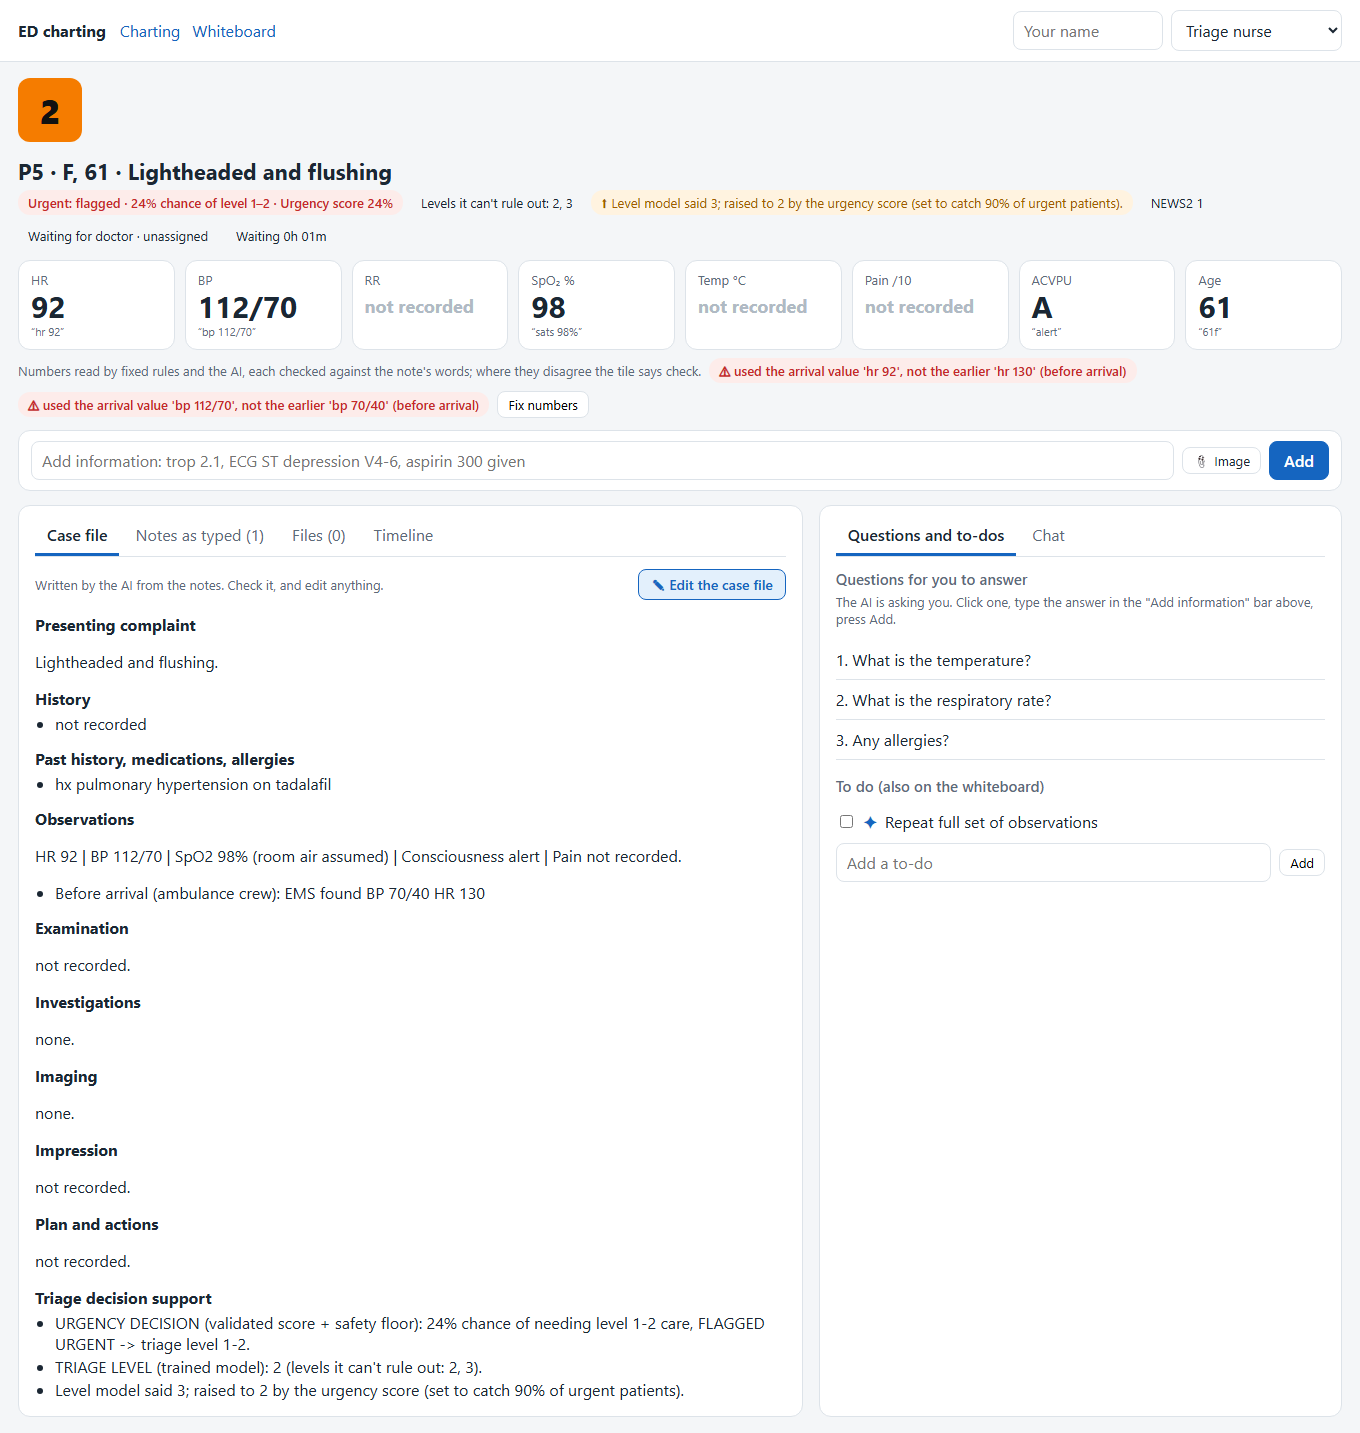 ED charting Charting Whiteboard Your name Triage nurse
2
P5 · F, 61 · Lightheaded and flushing
Urgent: flagged · 24% chance of level 1–2 · Urgency score 24% Levels it can't rule out: 2, 3 ⬆ Level model said 3; raised to 2 by the urgency score (set to catch 90% of urgent patients). NEWS2 1
Waiting for doctor · unassigned Waiting 0h 01m
HR BP RR SpO₂ % Temp °C Pain /10 ACVPU Age
92 112/70 not recorded 98 not recorded not recorded A 61
"hr 92" "bp 112/70" "sats 98%" "alert" "61f"
Numbers read by fixed rules and the AI, each checked against the note's words; where they disagree the tile says check. ⚠ used the arrival value 'hr 92', not the earlier 'hr 130' (before arrival)
⚠ used the arrival value 'bp 112/70', not the earlier 'bp 70/40' (before arrival) Fix numbers
Add information: trop 2.1, ECG ST depression V4-6, aspirin 300 given Image Add
Case file Notes as typed (1) Files (0) Timeline
Written by the AI from the notes. Check it, and edit anything. Edit the case file
Presenting complaint
Lightheaded and flushing.
History
• not recorded
Past history, medications, allergies
• hx pulmonary hypertension on tadalafil
Observations
HR 92 | BP 112/70 | SpO2 98% (room air assumed) | Consciousness alert | Pain not recorded.
• Before arrival (ambulance crew): EMS found BP 70/40 HR 130
Examination
not recorded.
Investigations
none.
Imaging
none.
Impression
not recorded.
Plan and actions
not recorded.
Triage decision support
• URGENCY DECISION (validated score + safety floor): 24% chance of needing level 1-2 care, FLAGGED
URGENT -> triage level 1-2.
• TRIAGE LEVEL (trained model): 2 (levels it can't rule out: 2, 3).
• Level model said 3; raised to 2 by the urgency score (set to catch 90% of urgent patients).
Questions and to-dos Chat
Questions for you to answer
The AI is asking you. Click one, type the answer in the "Add information" bar above,
press Add.
1. What is the temperature?
2. What is the respiratory rate?
3. Any allergies?
To do (also on the whiteboard)
✦ Repeat full set of observations
Add a to-do Add